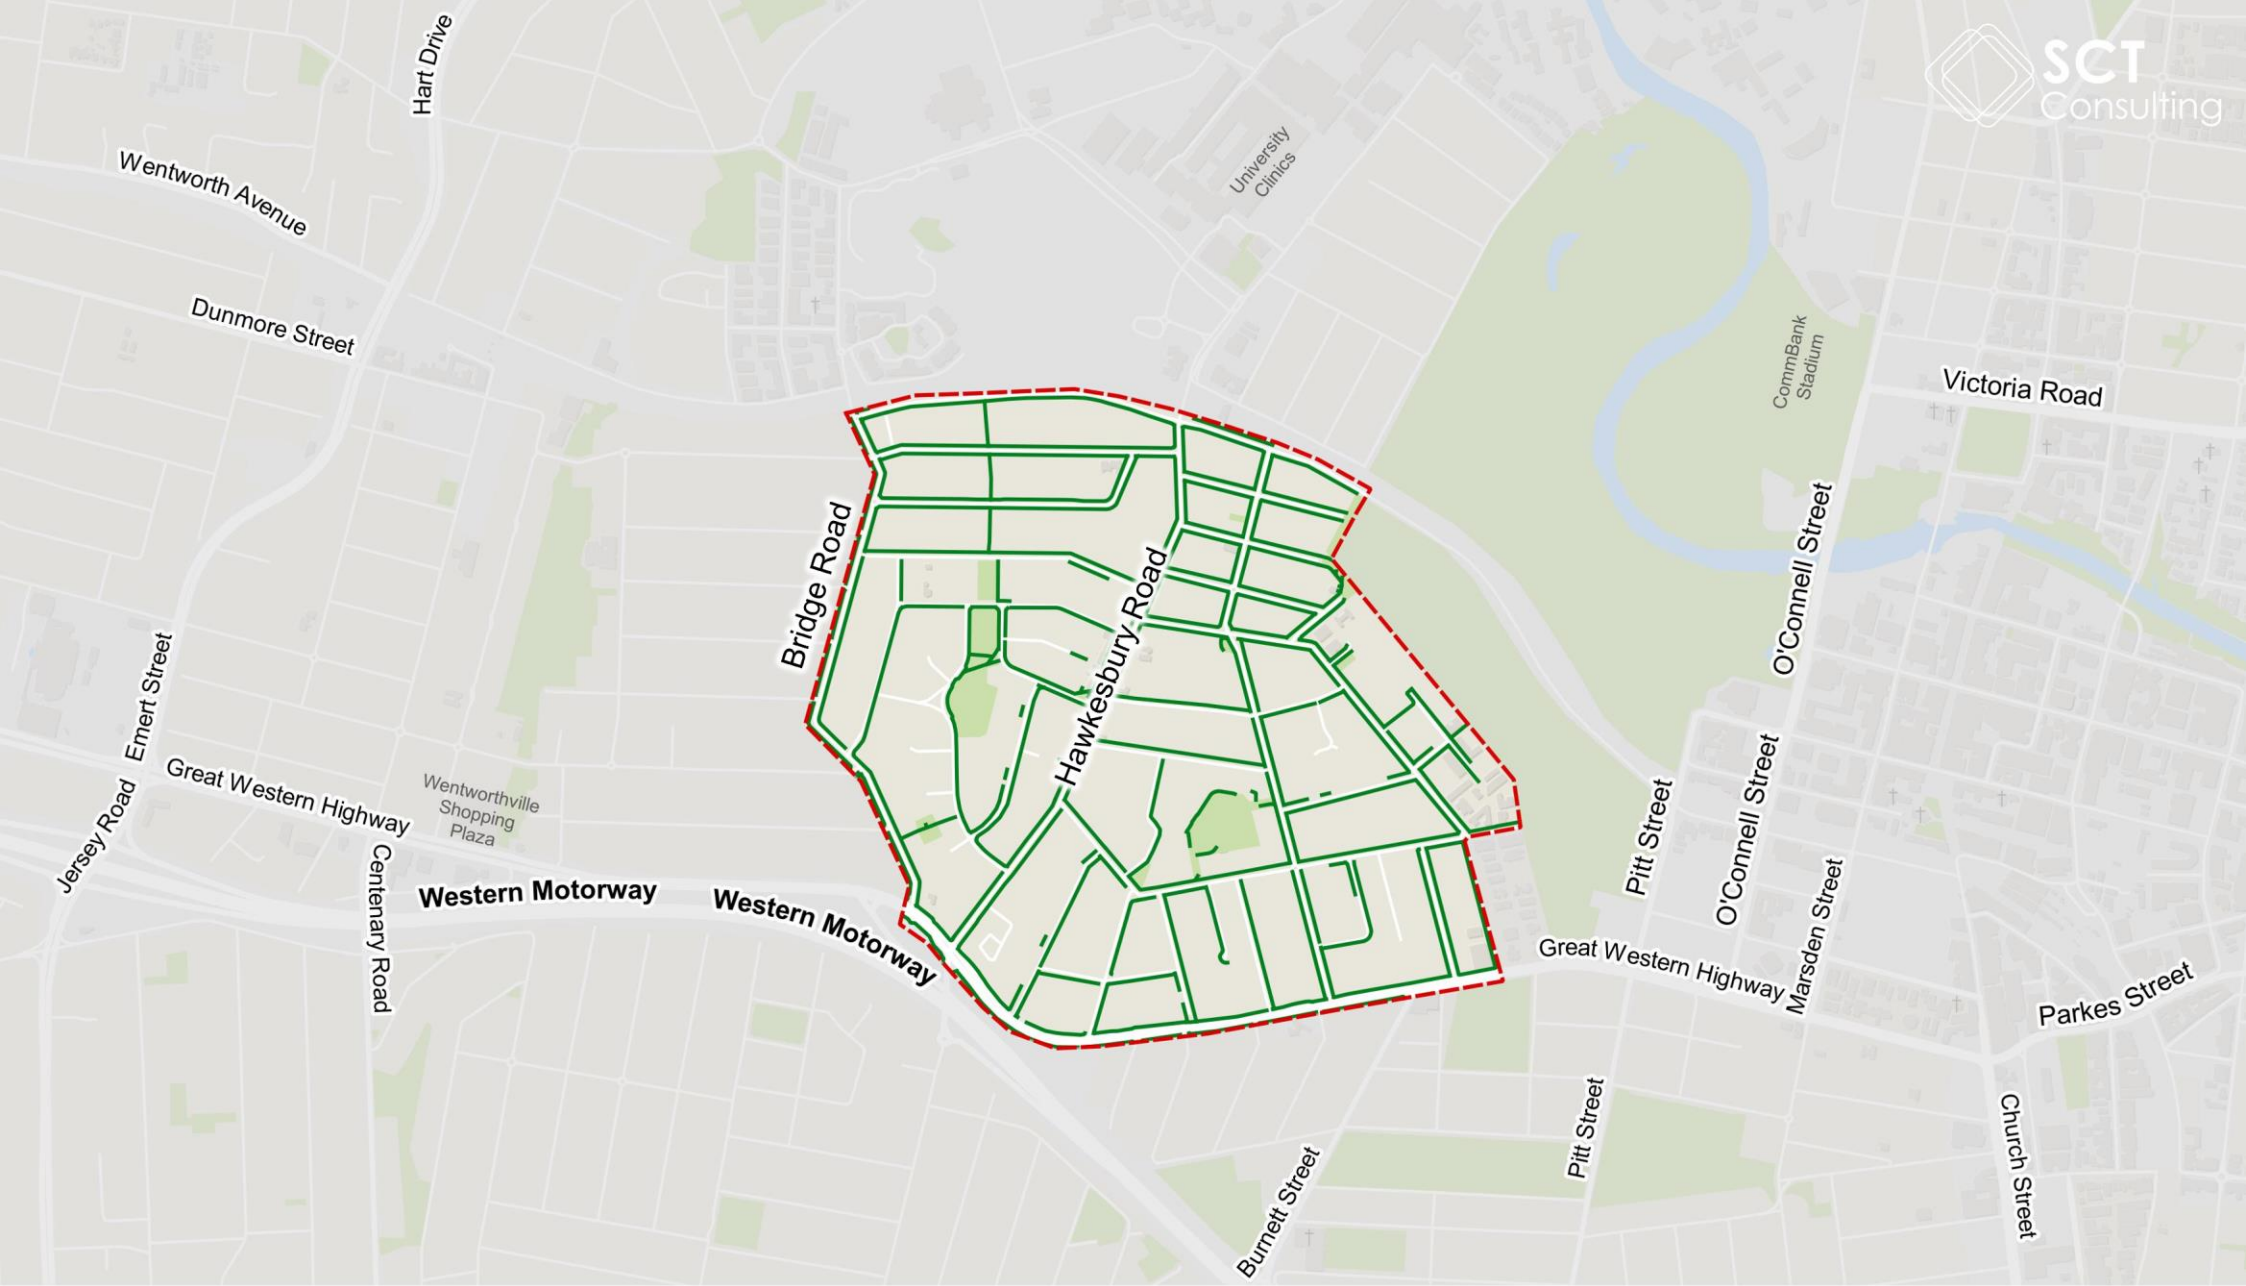 Hart Drive
SCT
Consulting
University
Clinics
Wentworth Avenue
Dunmore Street
CommBank
Stadium
Victoria Road
Bridge Road
O'Connell Street
Hawkesbury Road
Emert Street
Great Western Highway
Wentworthville
Shopping
Plaza
Jersey Road
Centenary Road
Western Motorway
Western Motorway
Pitt Street
O'Connell Street
Marsden Street
Great Western Highway
Parkes Street
Pitt Street
Church Street
Burnett Street